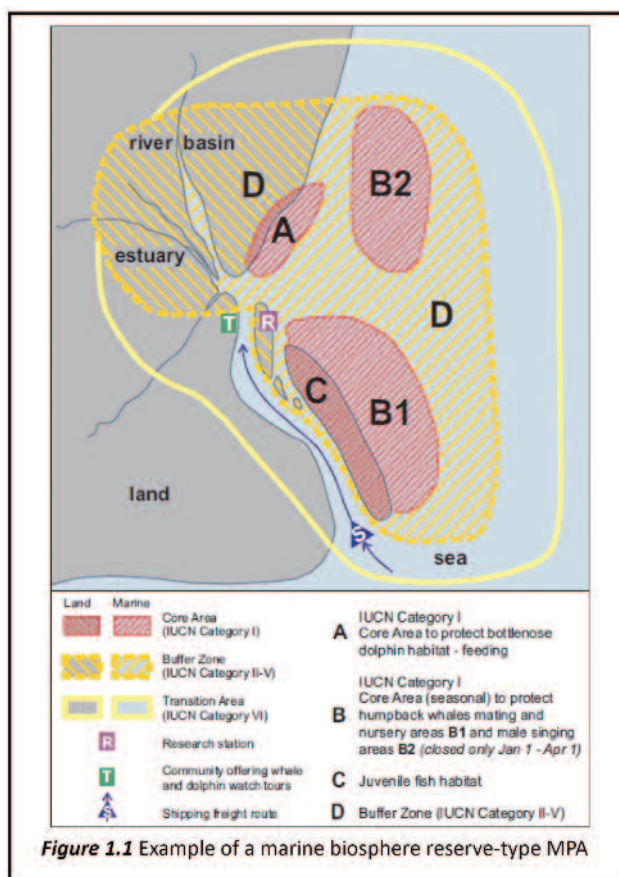 river basin
D
B2
A
estuary
T
R
D
C
B1
land
S
sea
Land Marine
Core Area
(IUCN Category I)
Buffer Zone
(IUCN Category II-V)
Transition Area
(IUCN Category VI)
R Research station
T Community offering whale
and dolphin watch tours
S Shipping freight route
IUCN Category I
A Core Area to protect bottlenose
dolphin habitat - feeding
IUCN Category I
Core Area (seasonal) to protect
B humpback whales mating and
nursery areas B1 and male singing
areas B2 (closed only Jan 1 - Apr 1)
C Juvenile fish habitat
D Buffer Zone (IUCN Category II-V)
Figure 1.1 Example of a marine biosphere reserve-type MPA